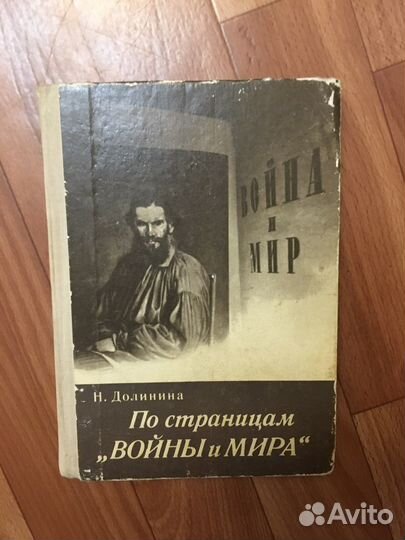 ВОЙНА
и
МИР
Н. Долинина
По страницам
„ВОЙНЫ и МИРА“
Avito